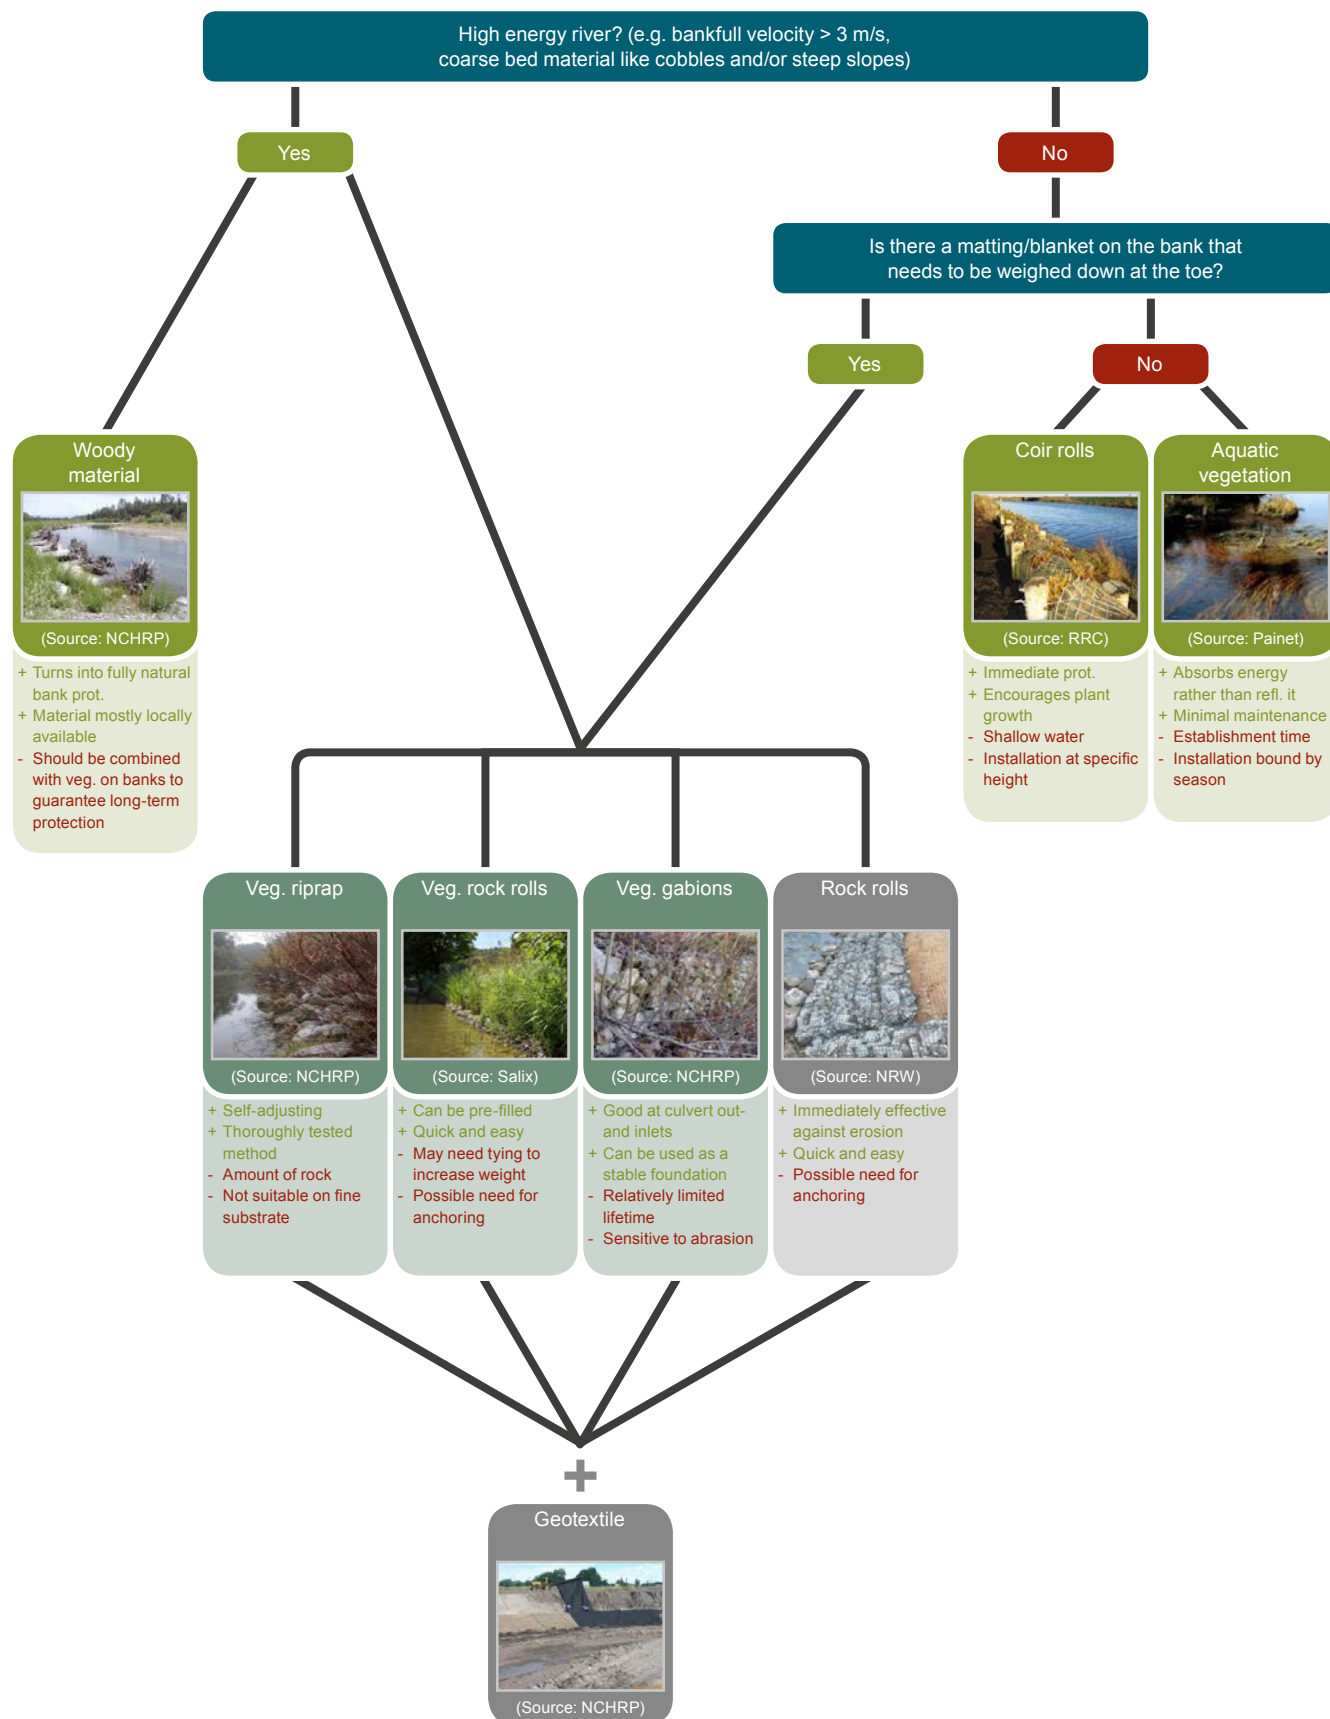 High energy river? (e.g. bankfull velocity > 3 m/s,
coarse bed material like cobbles and/or steep slopes)
Yes
No
Is there a matting/blanket on the bank that
needs to be weighed down at the toe?
Yes
No
Woody
material
(Source: NCHRP)
+ Turns into fully natural
bank prot.
+ Material mostly locally
available
- Should be combined
with veg. on banks to
guarantee long-term
protection
Coir rolls
(Source: RRC)
+ Immediate prot.
+ Encourages plant
growth
- Shallow water
- Installation at specific
height
Aquatic
vegetation
(Source: Painet)
+ Absorbs energy
rather than refl. it
+ Minimal maintenance
- Establishment time
- Installation bound by
season
Veg. riprap
(Source: NCHRP)
+ Self-adjusting
+ Thoroughly tested
method
- Amount of rock
- Not suitable on fine
substrate
Veg. rock rolls
(Source: Salix)
+ Can be pre-filled
+ Quick and easy
- May need tying to
increase weight
- Possible need for
anchoring
Veg. gabions
(Source: NCHRP)
+ Good at culvert out-
and inlets
+ Can be used as a
stable foundation
- Relatively limited
lifetime
- Sensitive to abrasion
Rock rolls
(Source: NRW)
+ Immediately effective
against erosion
+ Quick and easy
- Possible need for
anchoring
+
Geotextile
(Source: NCHRP)